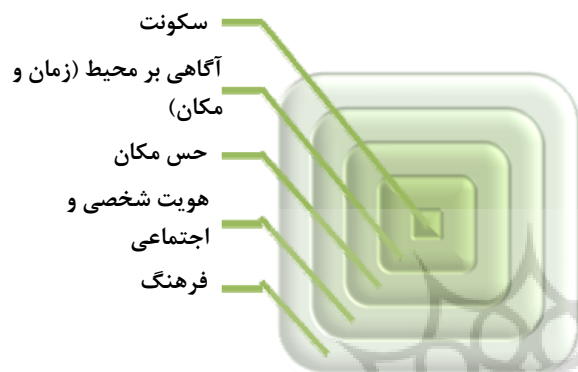 سکونت
آگاهی بر محیط (زمان و
مکان)
حس مکان
هویت شخصی و
اجتماعی
فرهنگ